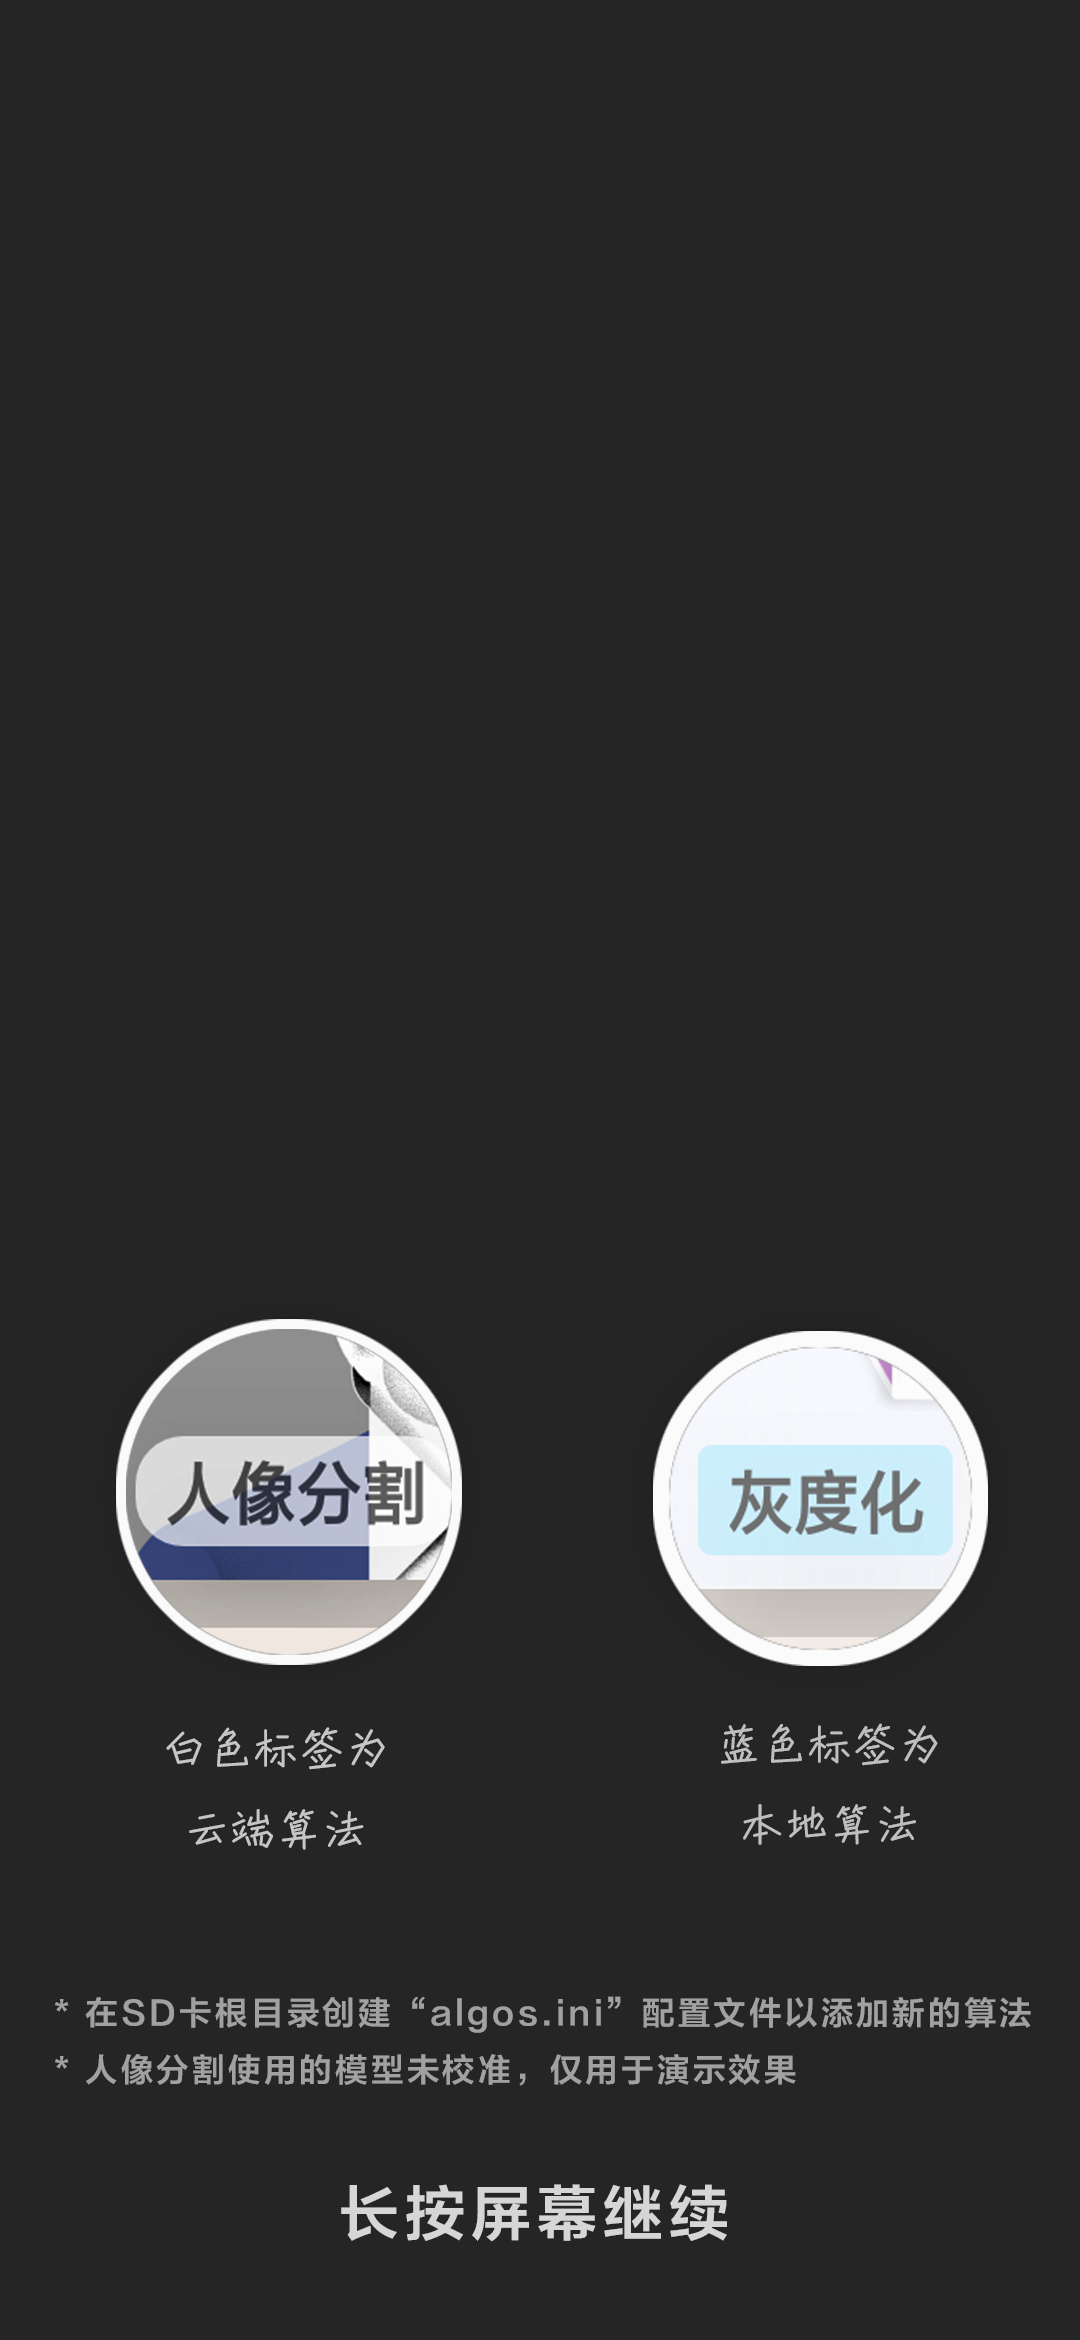 人像分割
灰度化
白色标签为
云端算法
蓝色标签为
本地算法
* 在SD卡根目录创建“algos.ini”配置文件以添加新的算法
* 人像分割使用的模型未校准，仅用于演示效果
长按屏幕继续